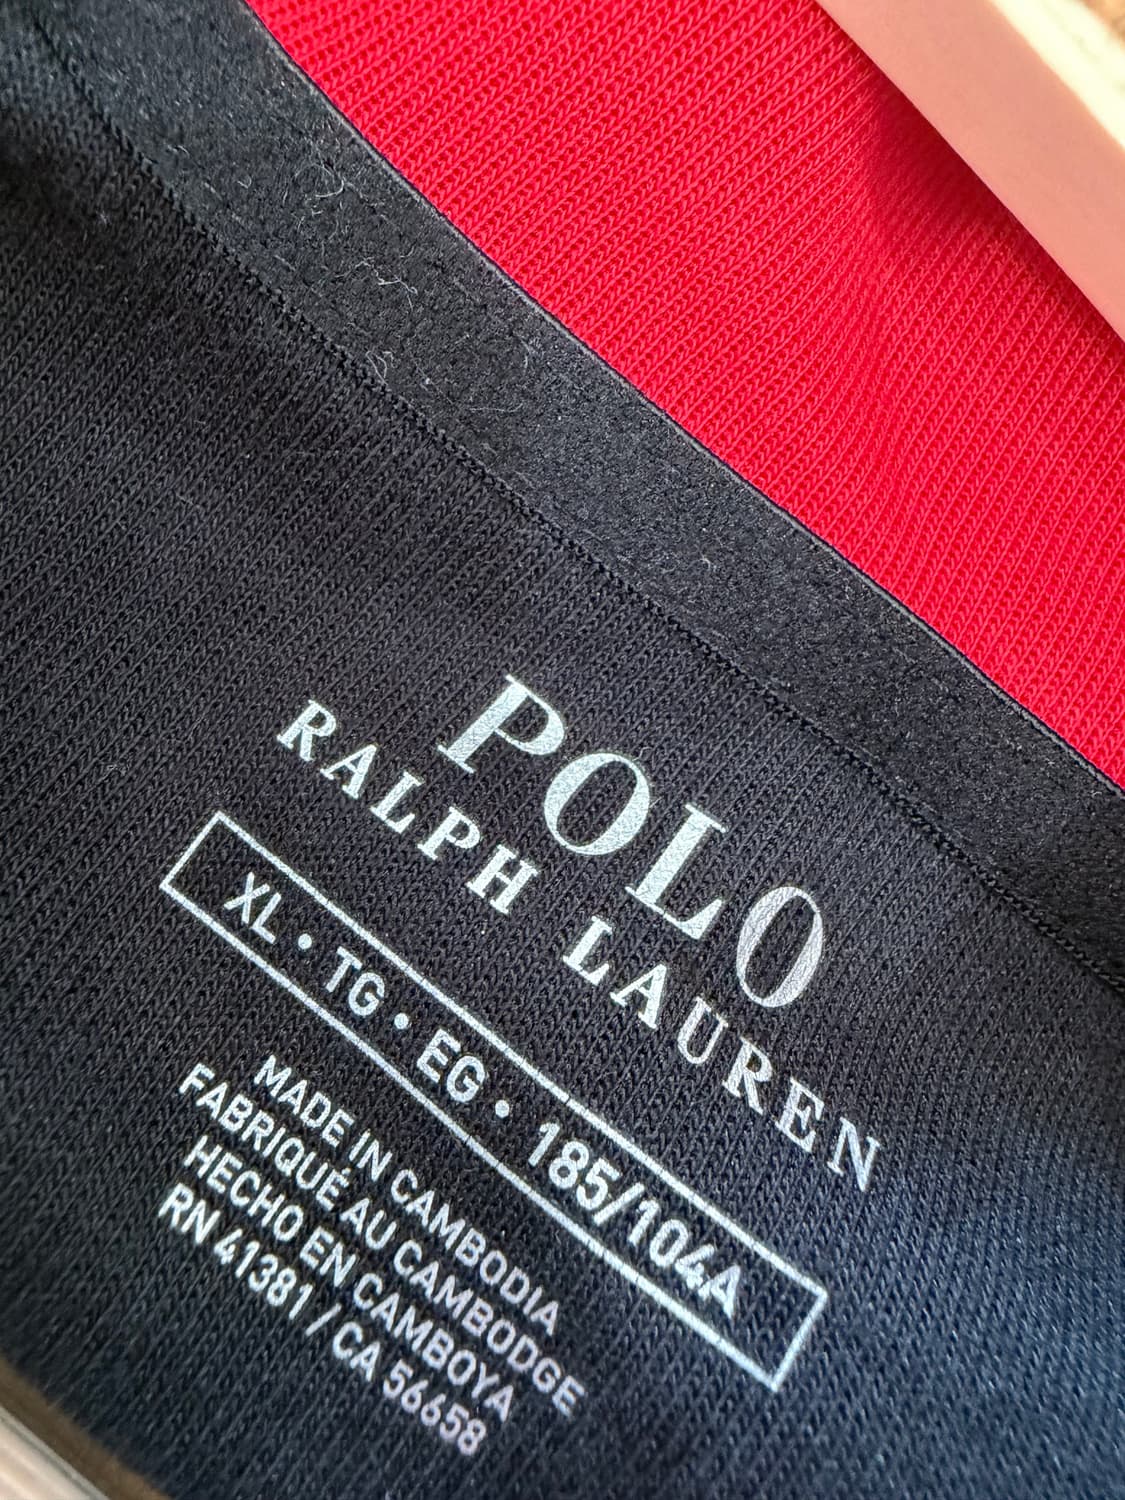 POLO
RALPH LAUREN
XL • TG • EG • 185/104A
MADE IN CAMBODIA
FABRIQUÉ AU CAMBODGE
HECHO EN CAMBOYA
RN 41381 / CA 56658